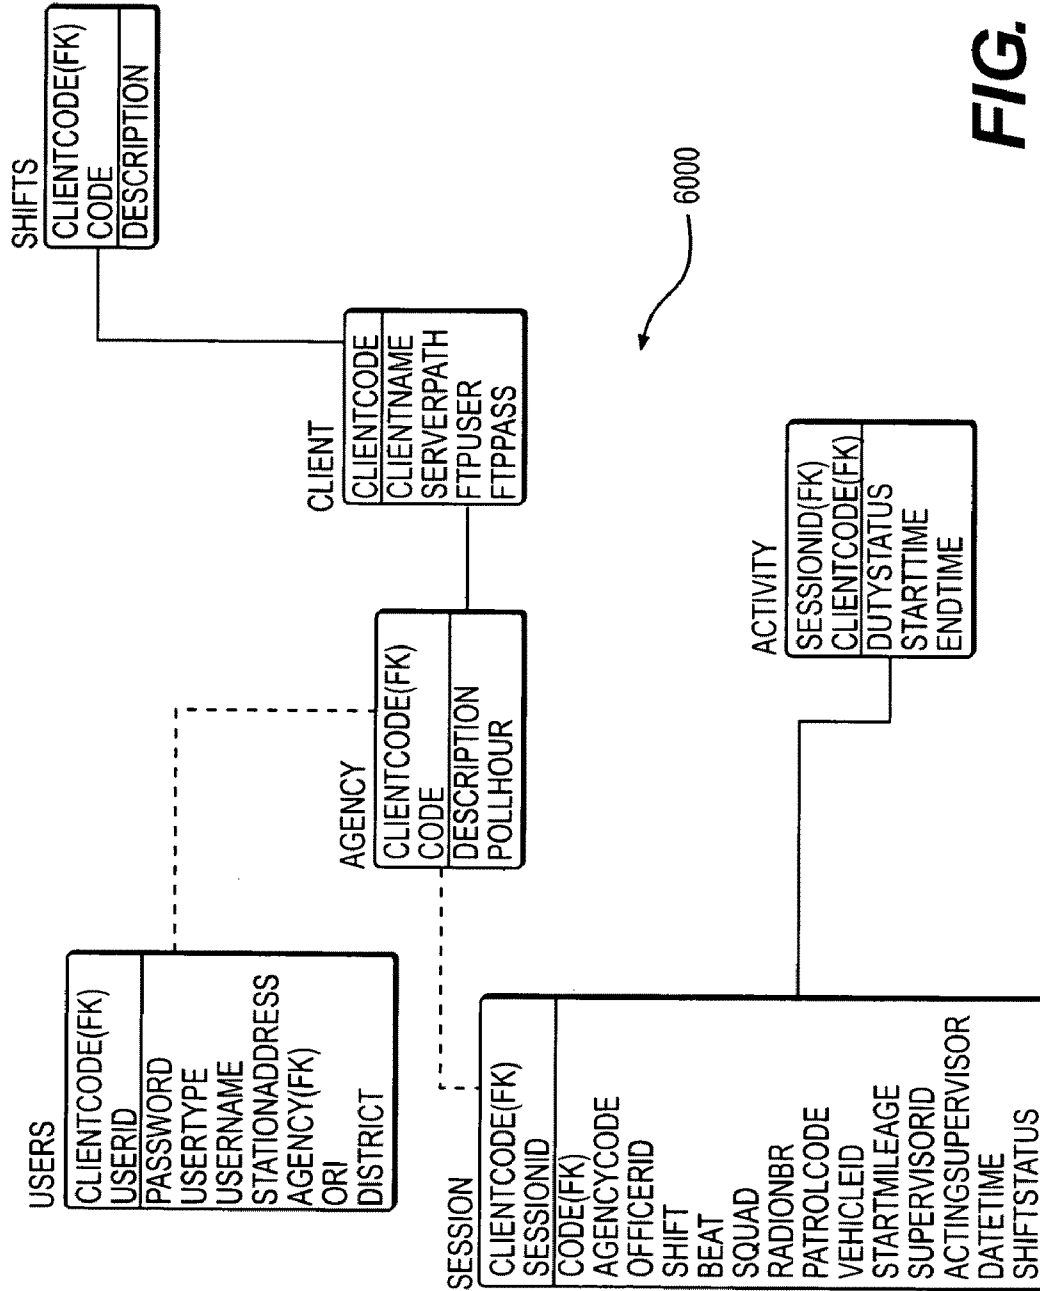 USERS
CLIENTCODE(FK)
USERID
PASSWORD
USERTYPE
USERNAME
STATIONADDRESS
AGENCY(FK)
ORI
DISTRICT
SESSION
CLIENTCODE(FK)
SESSIONID
CODE(FK)
AGENCYCODE
OFFICERID
SHIFT
BEAT
SQUAD
RADIONBR
PATROLCODE
VEHICLEID
STARTMILEAGE
SUPERVISORID
ACTINGSUPERVISOR
DATETIME
SHIFTSTATUS
AGENCY
CLIENTCODE(FK)
CODE
DESCRIPTION
POLLHOUR
CLIENT
CLIENTCODE
CLIENTNAME
SERVERPATH
FTPUSER
FTPPASS
SHIFTS
CLIENTCODE(FK)
CODE
DESCRIPTION
ACTIVITY
SESSIONID(FK)
CLIENTCODE(FK)
DUTYSTATUS
STARTTIME
ENDTIME
6000
FIG.